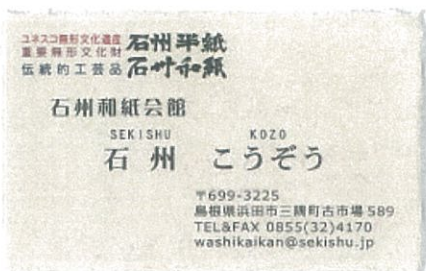 ユネスコ無形文化遺産
重要無形文化財 石州半紙
伝統的工芸品 石州和紙
石州和紙会館
SEKISHU KOZO
石州 こうぞう
〒699-3225
島根県浜田市三隅町古市場589
TEL&FAX 0855(32)4170
washikaikan@sekishu.jp